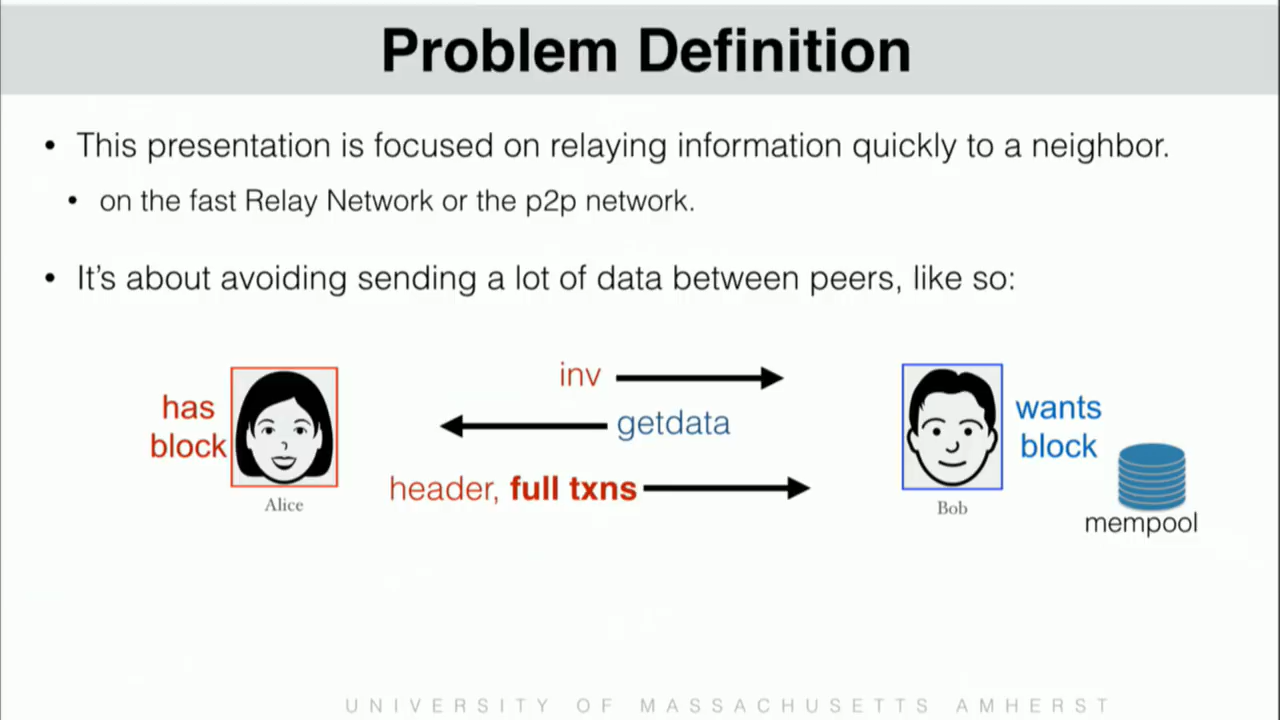 Problem Definition
• This presentation is focused on relaying information quickly to a neighbor.
• on the fast Relay Network or the p2p network.
• It’s about avoiding sending a lot of data between peers, like so:
has
block
Alice
inv
getdata
header, full txns
Bob
wants
block
mempool
UNIVERSITY OF MASSACHUSETTS AMHERST